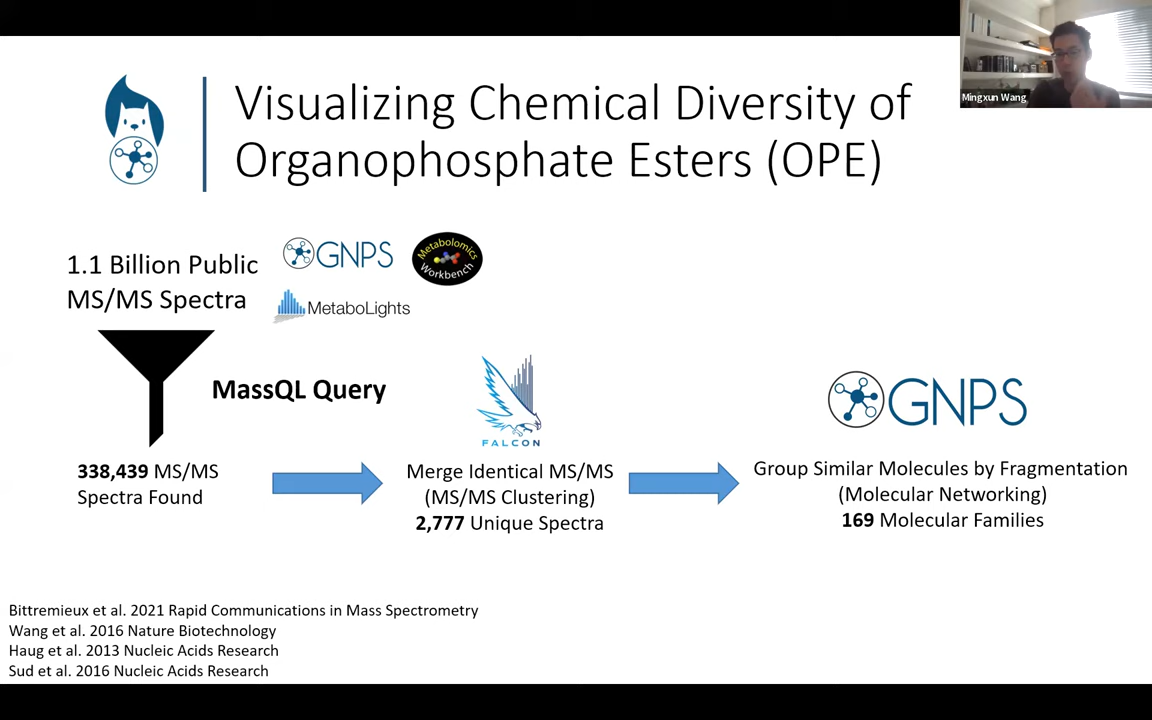 Mingxun Wang
Visualizing Chemical Diversity of
Organophosphate Esters (OPE)
1.1 Billion Public
MS/MS Spectra
GNPS
Metabolomics
Workbench
MetaboLights
MassQL Query
FALCON
GNPS
338,439 MS/MS
Spectra Found
Merge Identical MS/MS
(MS/MS Clustering)
2,777 Unique Spectra
Group Similar Molecules by Fragmentation
(Molecular Networking)
169 Molecular Families
Bittremieux et al. 2021 Rapid Communications in Mass Spectrometry
Wang et al. 2016 Nature Biotechnology
Haug et al. 2013 Nucleic Acids Research
Sud et al. 2016 Nucleic Acids Research